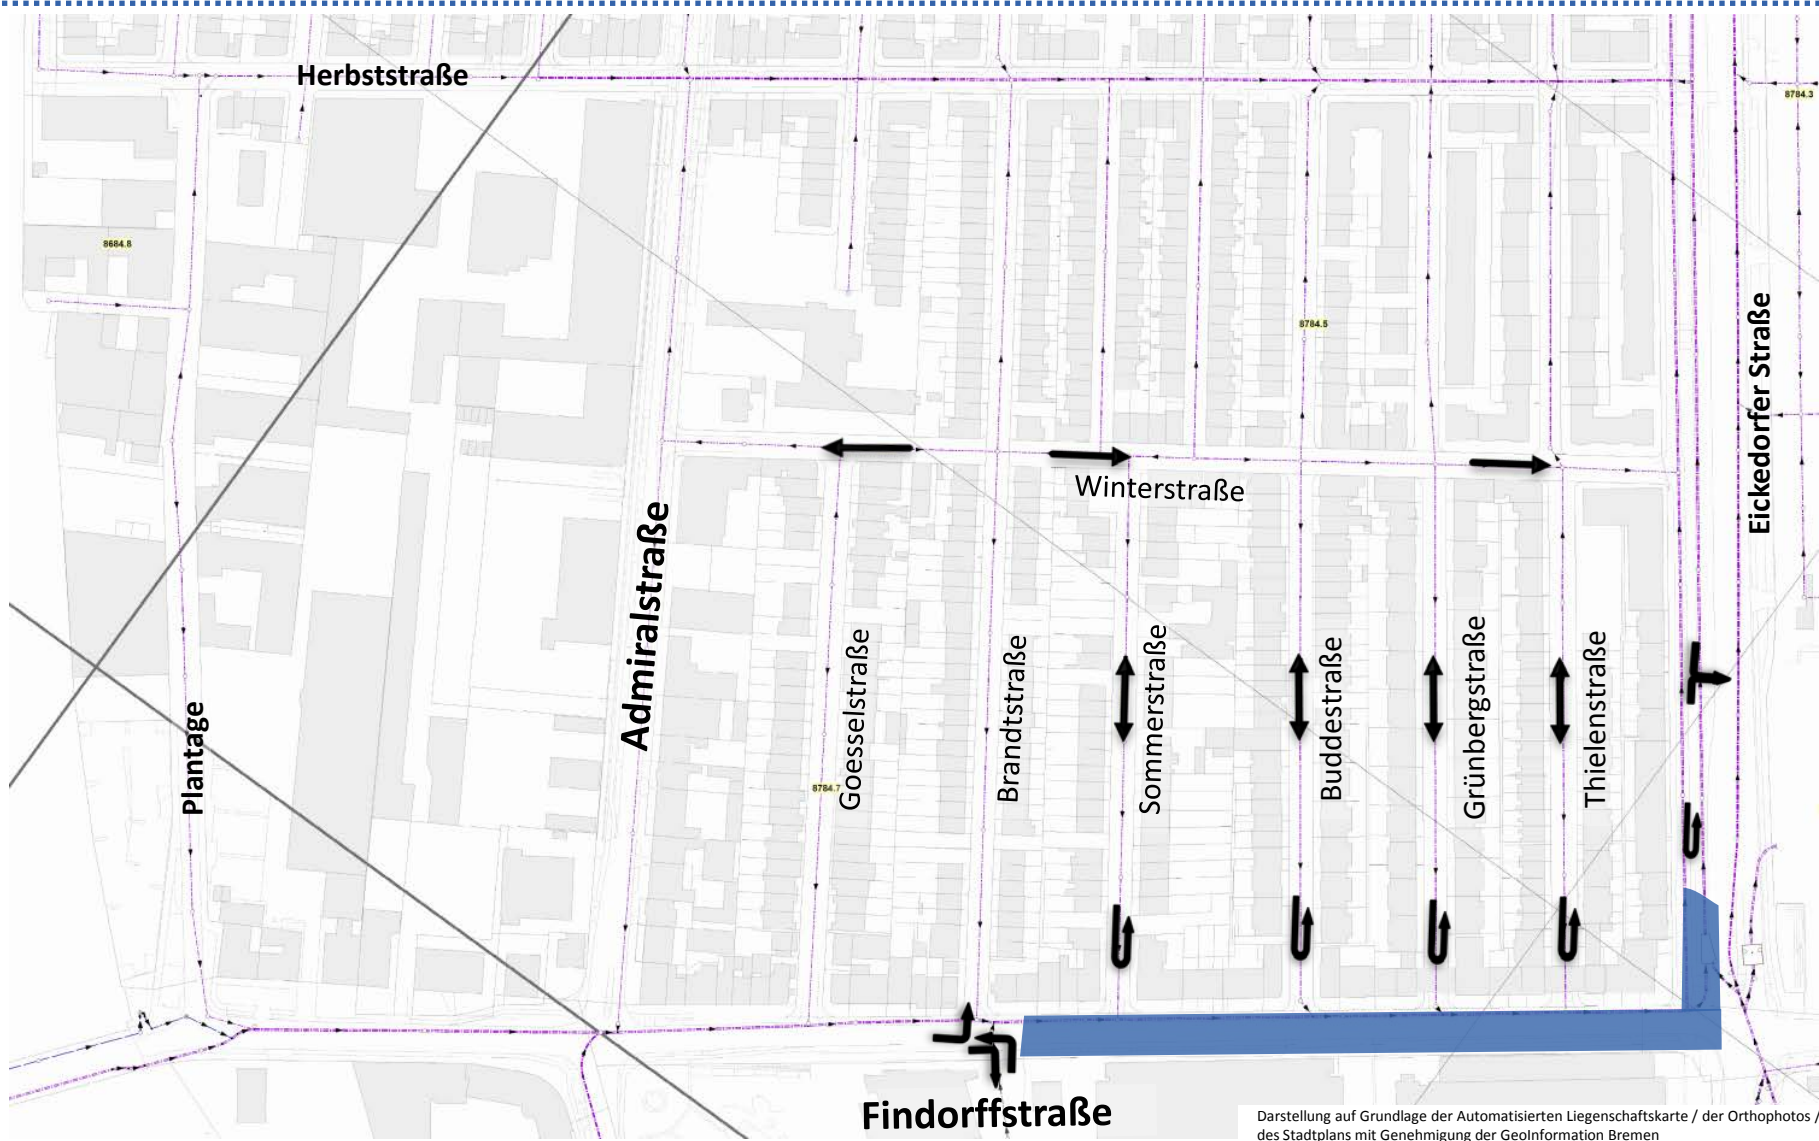 Herbststraße
8784.3
8684.8
8784.5
Eickedorfer Straße
Winterstraße
Admiralstraße
Plantage
Goesselstraße
Brandtstraße
Sommerstraße
Buddestraße
Grünbergstraße
Thielenstraße
8784.7
Findorffstraße
Darstellung auf Grundlage der Automatisierten Liegenschaftskarte / der Orthophotos /
des Stadtplans mit Genehmigung der GeoInformation Bremen